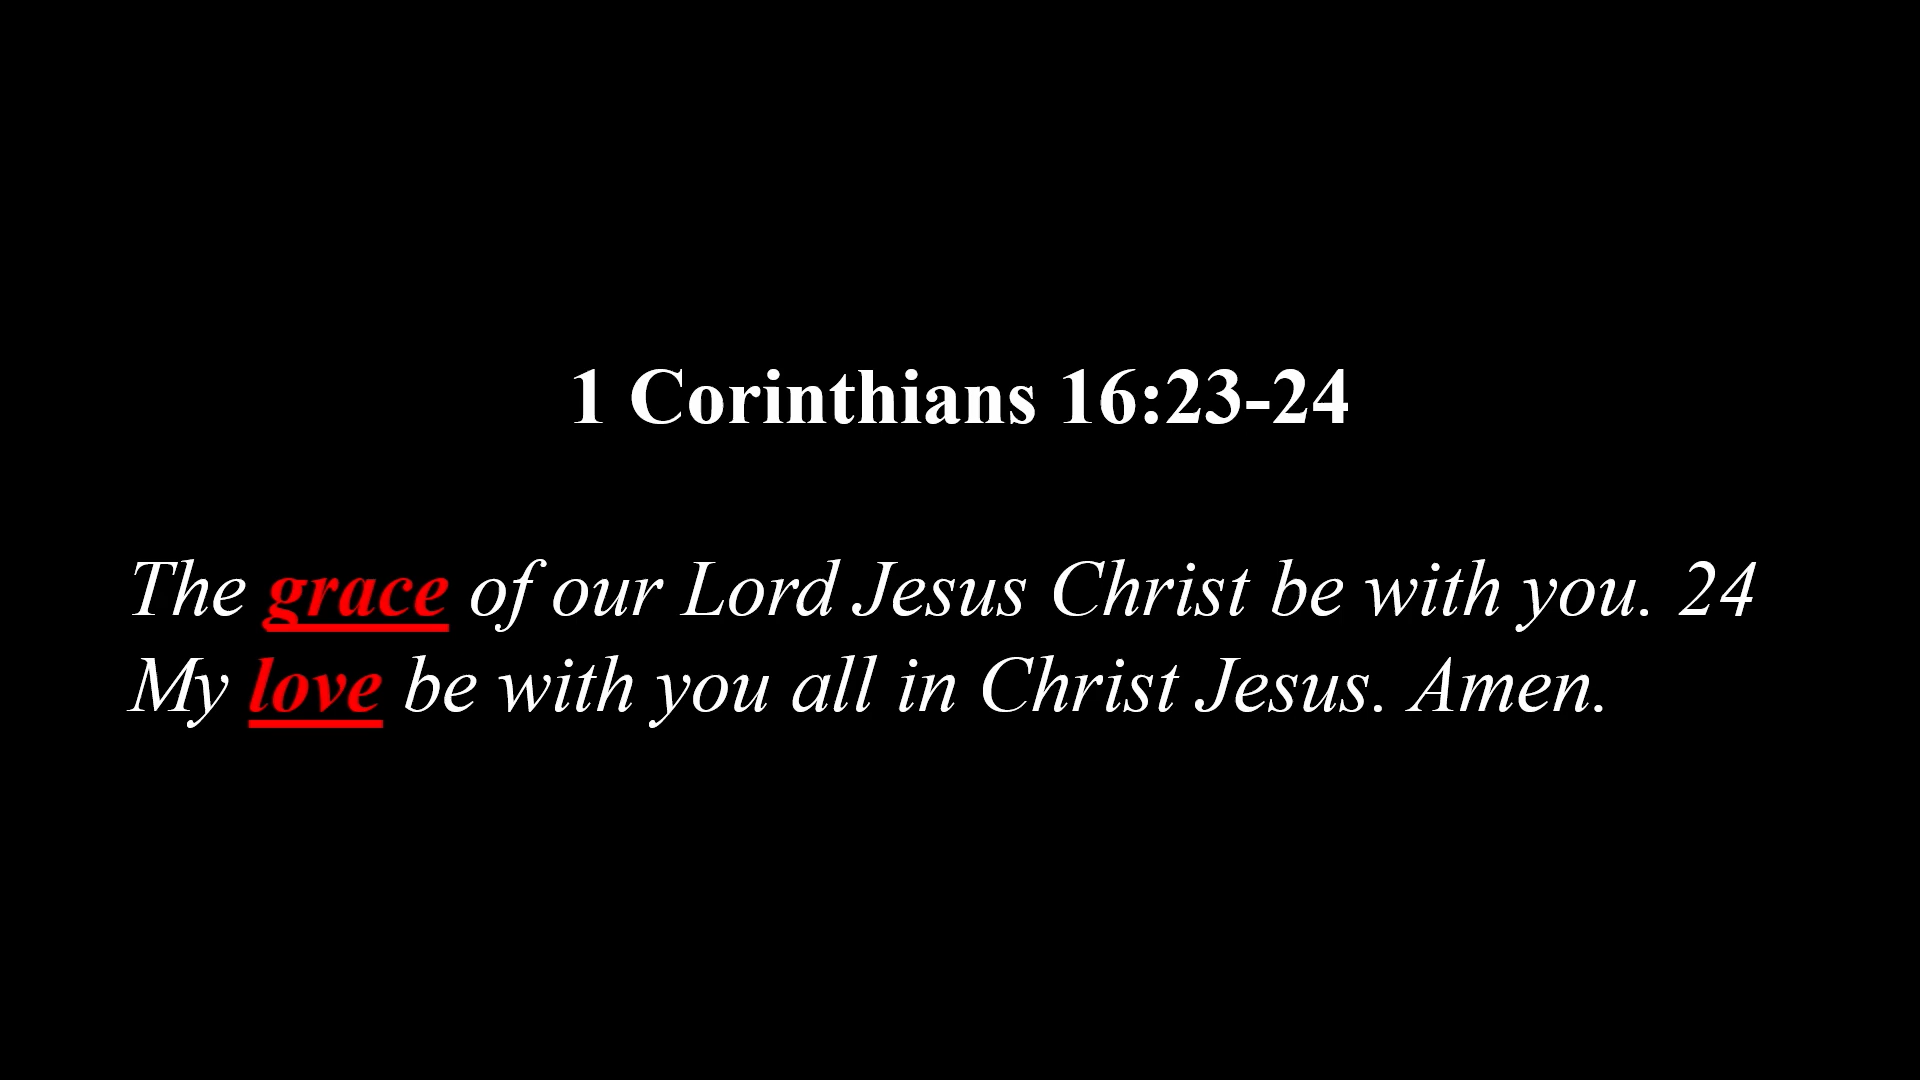 1 Corinthians 16:23-24
The grace of our Lord Jesus Christ be with you. 24
My love be with you all in Christ Jesus. Amen.